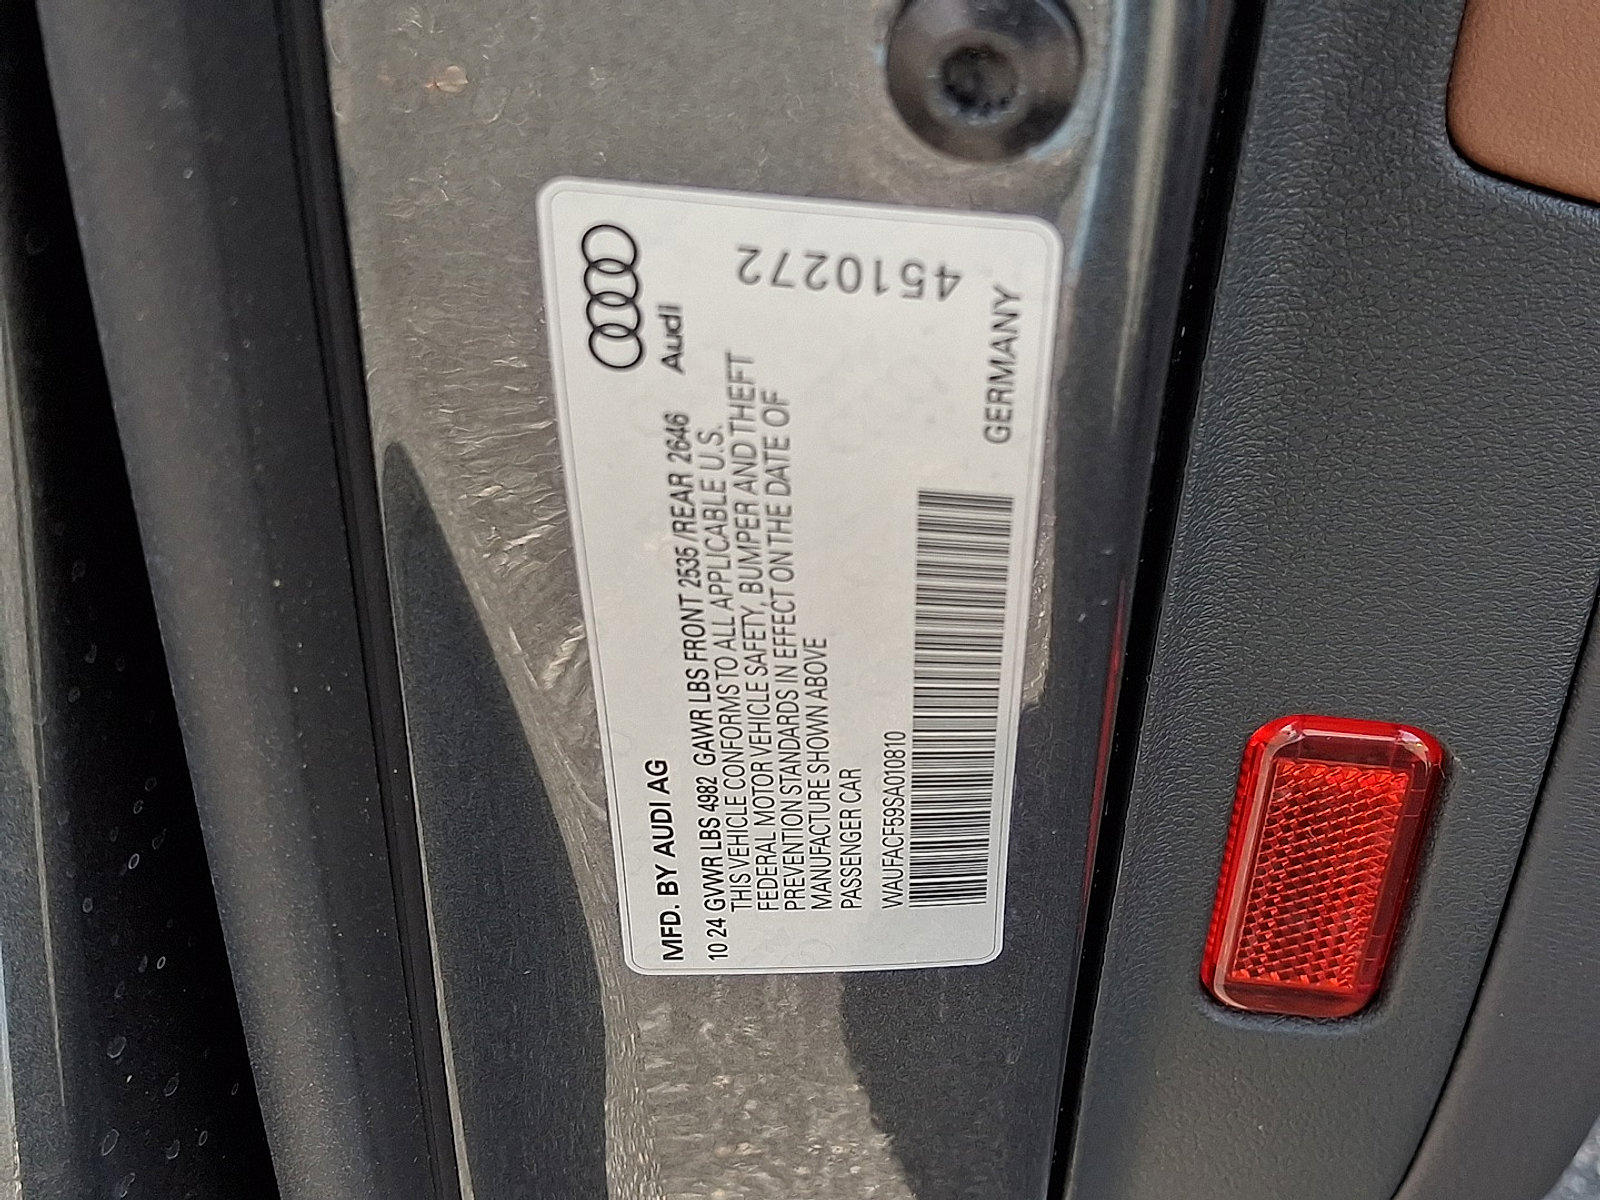 Audi
MFD. BY AUDI AG
10 24 GVWR LBS 4982 GAWR LBS FRONT 2535 /REAR 2646
THIS VEHICLE CONFORMS TO ALL APPLICABLE U.S.
FEDERAL MOTOR VEHICLE SAFETY, BUMPER AND THEFT
PREVENTION STANDARDS IN EFFECT ON THE DATE OF
MANUFACTURE SHOWN ABOVE
PASSENGER CAR
WAUFACF59SA010810
4510272
GERMANY